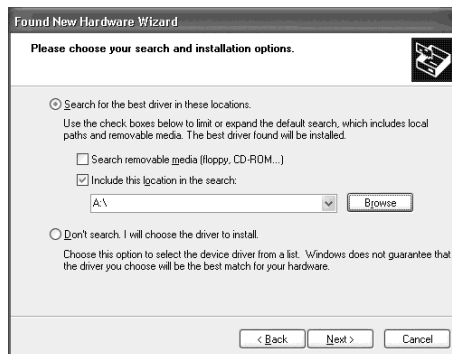 Found New Hardware Wizard
Please choose your search and installation options.
Search for the best driver in these locations.
Use the check boxes below to limit or expand the default search, which includes local
paths and removable media. The best driver found will be installed.
Search removable media (floppy, CD-ROM...)
Include this location in the search:
A:\
Browse
Don't search. I will choose the driver to install.
Choose this option to select the device driver from a list. Windows does not guarantee that
the driver you choose will be the best match for your hardware.
< Back
Next >
Cancel